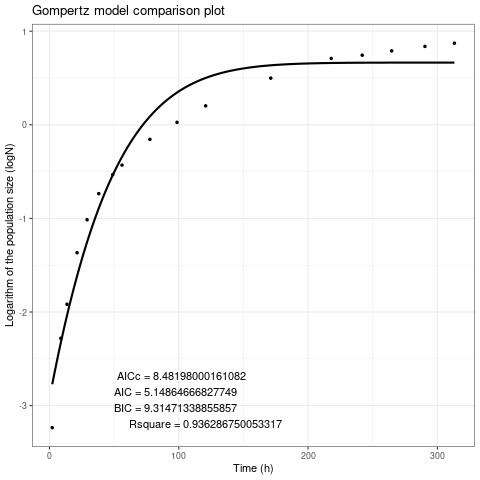 Gompertz model comparison plot
Logarithm of the population size (logN)
1
0
-1
-2
-3
AICc = 8.48198000161082
AIC = 5.14864666827749
BIC = 9.31471338855857
Rsquare = 0.936286750053317
0
100
200
300
Time (h)